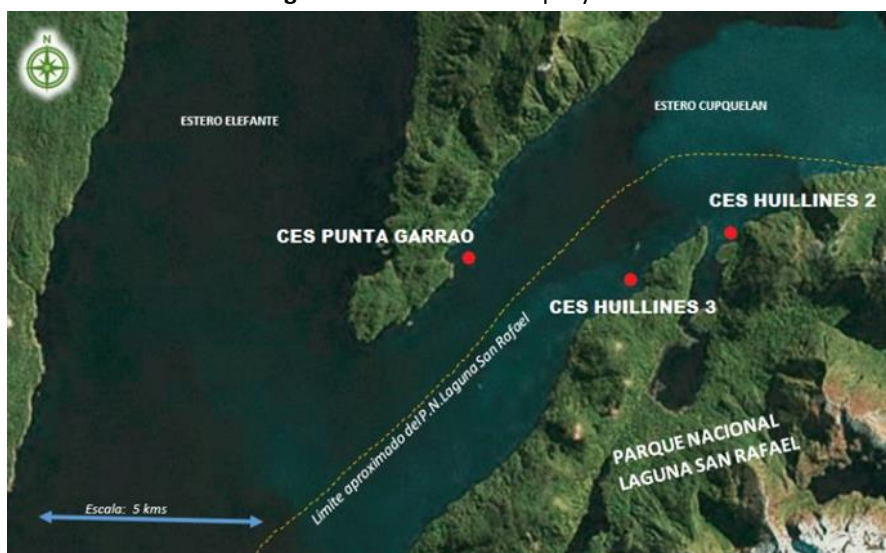 N
ESTERO ELEFANTE
ESTERO CUPQUELAN
CES HUILLINES 2
CES PUNTA GARRAO
CES HUILLINES 3
Limite aproximado del P.N. Laguna San Rafael
PARQUE NACIONAL
LAGUNA SAN RAFAEL
Escala: 5 kms